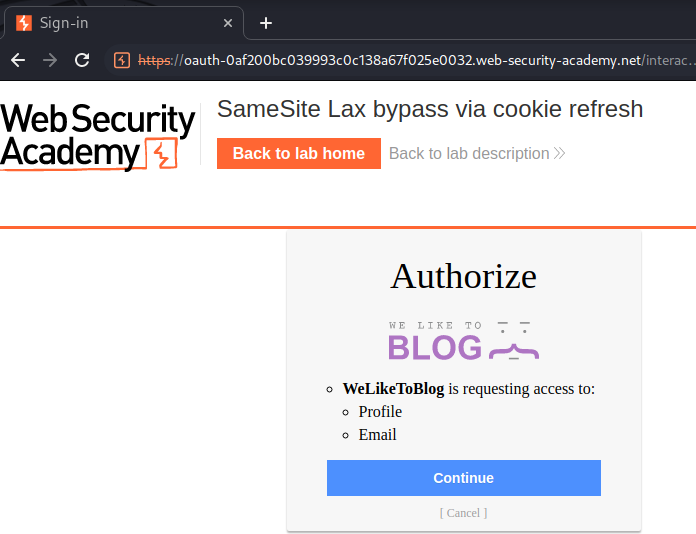 Sign-in
https://oauth-0af200bc039993c0c138a67f025e0032.web-security-academy.net/interac...
Web Security
Academy
SameSite Lax bypass via cookie refresh
Back to lab home
Back to lab description
Authorize
WE LIKE TO
BLOG
WeLikeToBlog is requesting access to:
Profile
Email
Continue
[ Cancel ]